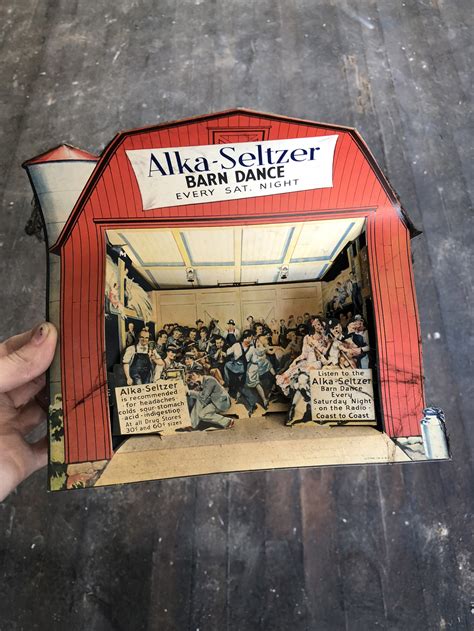 Alka-Seltzer
BARN DANCE
EVERY SAT. NIGHT
Alka-Seltzer
is recommended
for headaches
colds sour-stomach
acid-indigestion
At all Drug Stores
30¢ and 60¢ sizes
Listen to the
Alka-Seltzer
Barn Dance
Every
Saturday Night
on the Radio
Coast to Coast